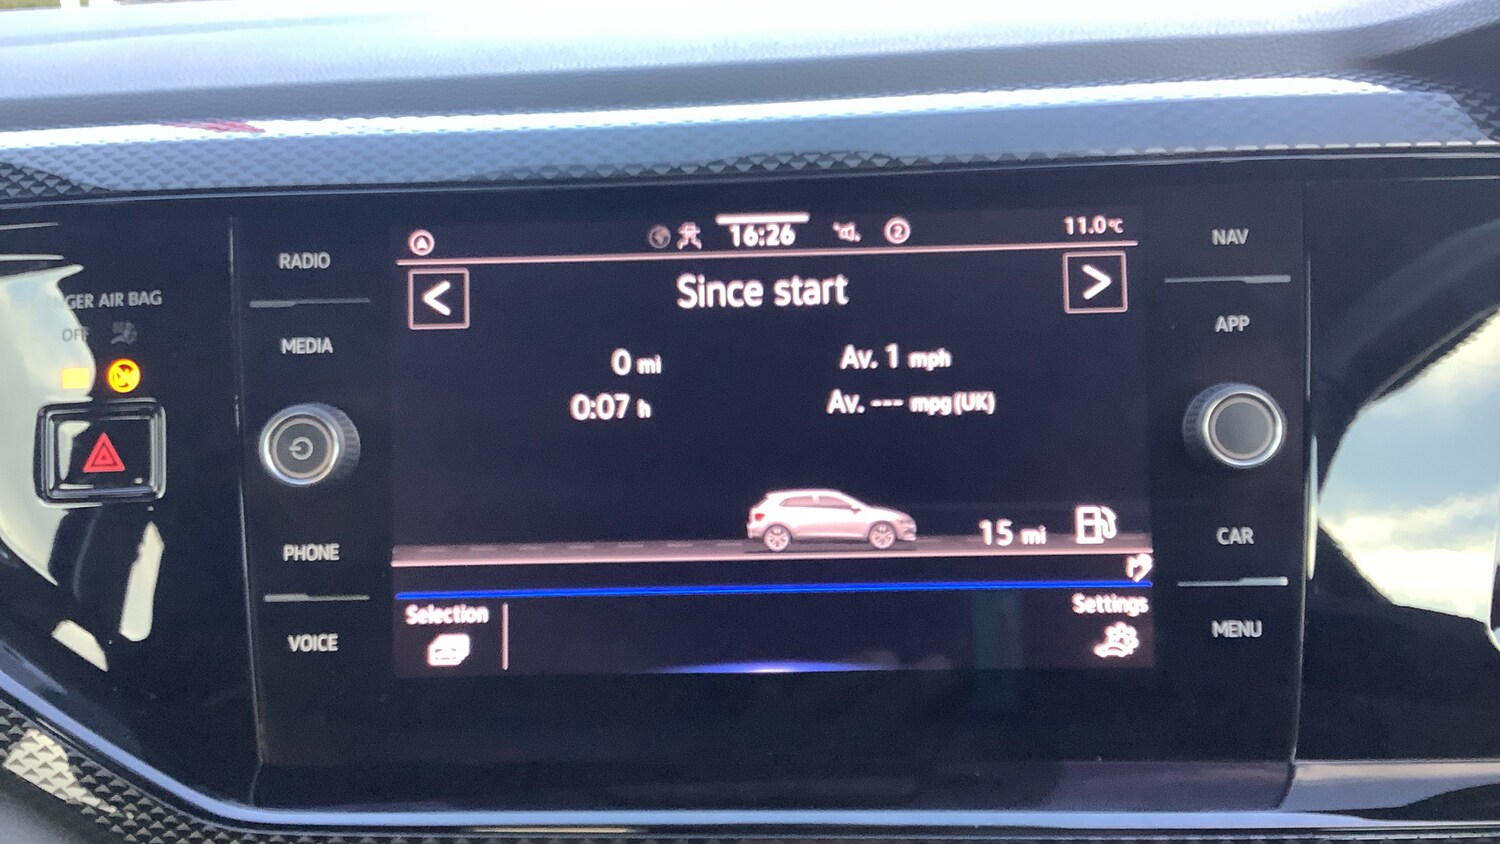 RADIO
MEDIA
PHONE
VOICE
GER AIR BAG
OFF
16:26
2
11.0°C
<
Since start
>
0 mi
Av. 1 mph
0:07 h
Av. --- mpg(UK)
15 mi
Selection
Settings
NAV
APP
CAR
MENU